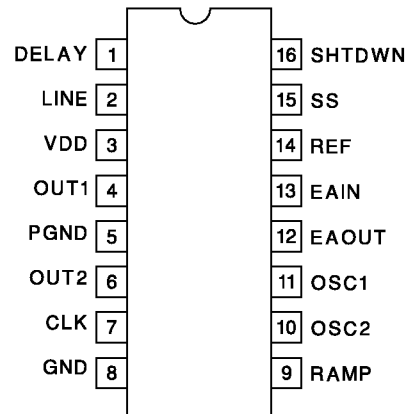 DELAY 1 16 SHTDWN
LINE 2 15 SS
VDD 3 14 REF
OUT1 4 13 EAIN
PGND 5 12 EAOUT
OUT2 6 11 OSC1
CLK 7 10 OSC2
GND 8 9 RAMP